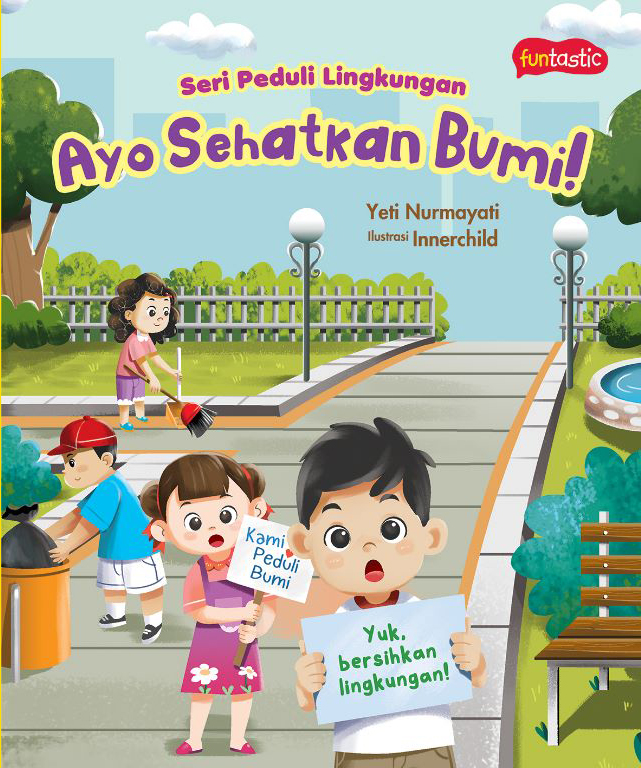 funtastic
Seri Peduli Lingkungan
Ayo Sehatkan Bumi!
Yeti Nurmayati
Ilustrasi Innerchild
Kami
Peduli
Bumi
Yuk,
bersihkan
lingkungan!